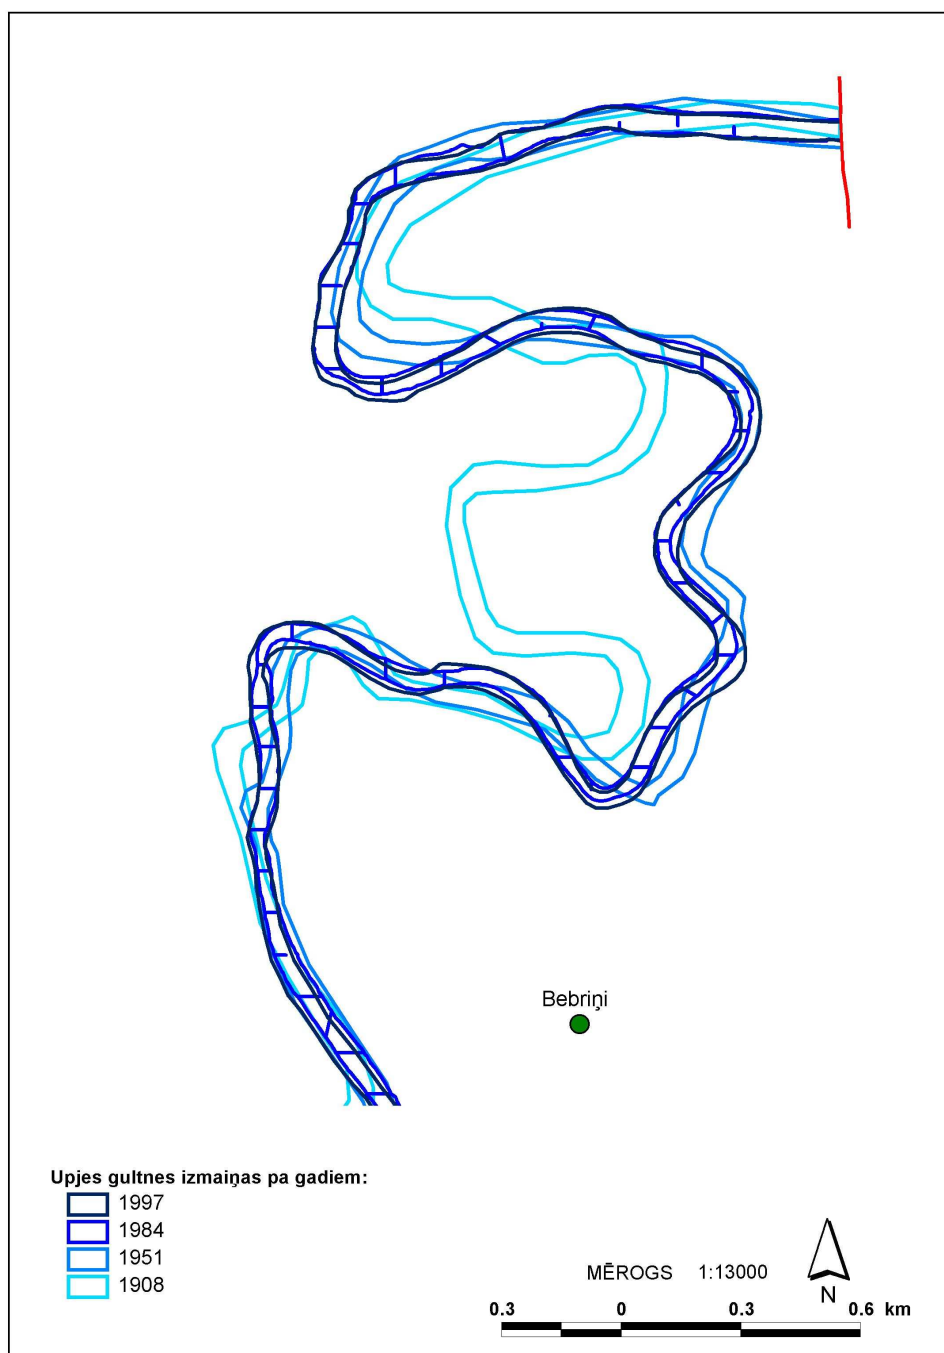 Bebriņi
Upjes gultnes izmaiņas pa gadiem:
1997
1984
1951
1908
MĒROGS 1:13000
N
0.3 0 0.3 0.6 km